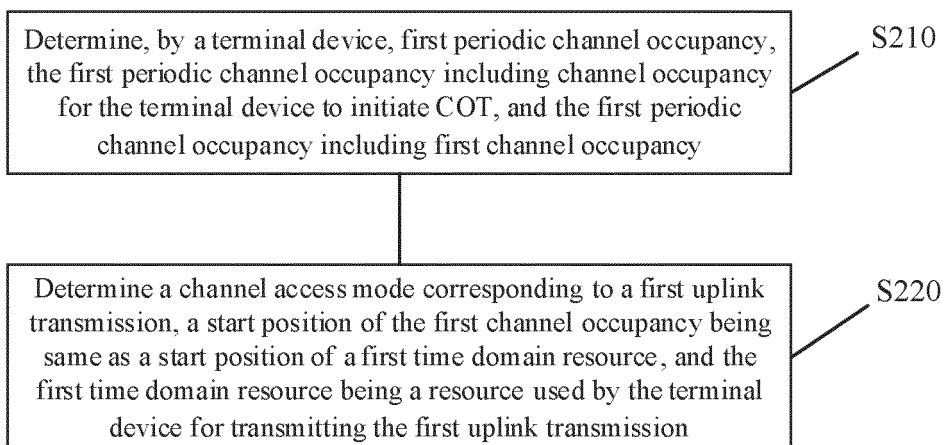 Determine, by a terminal device, first periodic channel occupancy,
the first periodic channel occupancy including channel occupancy
for the terminal device to initiate COT, and the first periodic
channel occupancy including first channel occupancy
S210
Determine a channel access mode corresponding to a first uplink
transmission, a start position of the first channel occupancy being
same as a start position of a first time domain resource, and the
first time domain resource being a resource used by the terminal
device for transmitting the first uplink transmission
S220